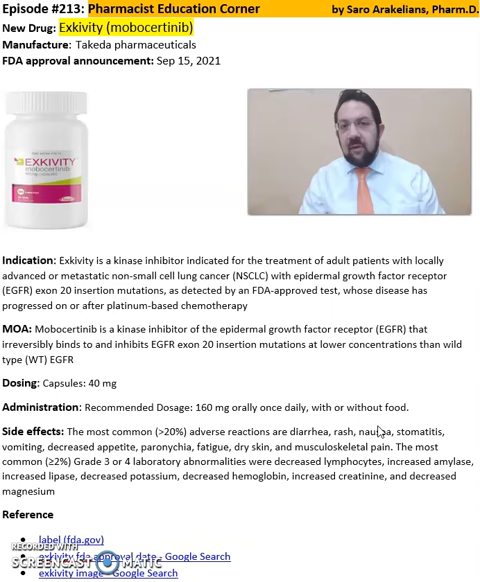 Episode #213: Pharmacist Education Corner by Saro Arakelians, Pharm.D.
New Drug: Exkivity (mobocertinib)
Manufacture: Takeda pharmaceuticals
FDA approval announcement: Sep 15, 2021
EXKIVITY
mobocertinib
Indication: Exkivity is a kinase inhibitor indicated for the treatment of adult patients with locally
advanced or metastatic non-small cell lung cancer (NSCLC) with epidermal growth factor receptor
(EGFR) exon 20 insertion mutations, as detected by an FDA-approved test, whose disease has
progressed on or after platinum-based chemotherapy
MOA: Mobocertinib is a kinase inhibitor of the epidermal growth factor receptor (EGFR) that
irreversibly binds to and inhibits EGFR exon 20 insertion mutations at lower concentrations than wild
type (WT) EGFR
Dosing: Capsules: 40 mg
Administration: Recommended Dosage: 160 mg orally once daily, with or without food.
Side effects: The most common (>20%) adverse reactions are diarrhea, rash, nausea, stomatitis,
vomiting, decreased appetite, paronychia, fatigue, dry skin, and musculoskeletal pain. The most
common (≥2%) Grade 3 or 4 laboratory abnormalities were decreased lymphocytes, increased amylase,
increased lipase, decreased potassium, decreased hemoglobin, increased creatinine, and decreased
magnesium
Reference
label (fda.gov)
exkivity fda approval date - Google Search
exkivity image - Google Search
RECORDED WITH
SCREENCAST MATIC